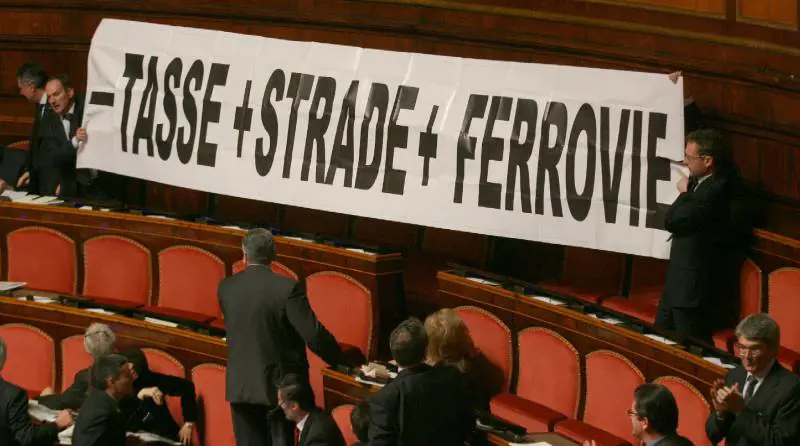 - TASSE + STRADE + FERROVIE